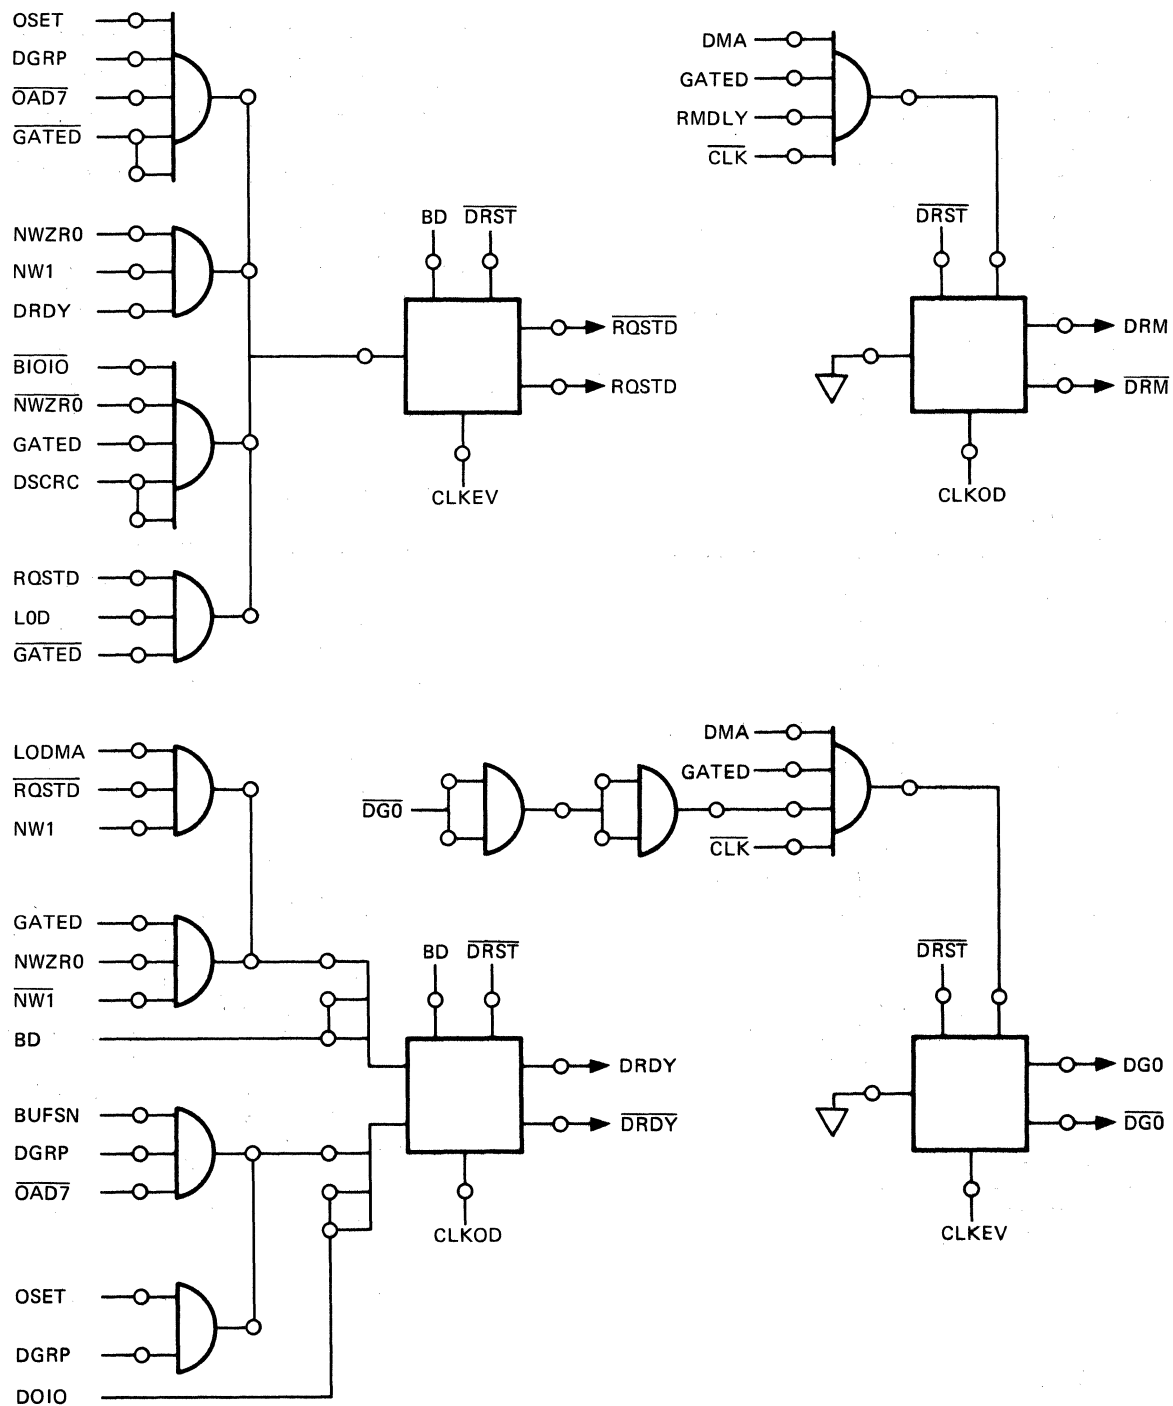 OSET
DGRP
OAD7
GATED
NWZR0
NW1
DRDY
BIOIO
NWZR0
GATED
DSCRC
RQSTD
L0D
GATED
BD DRST
RQSTD
RQSTD
CLKEV
DMA
GATED
RMDLY
CLK
DRST
DRM
DRM
CLKOD
LODMA
RQSTD
NW1
GATED
NWZR0
NW1
BD
BUFSN
DGRP
OAD7
OSET
DGRP
DOIO
BD DRST
DRDY
DRDY
CLKOD
DG0
DMA
GATED
CLK
DRST
DG0
DG0
CLKEV